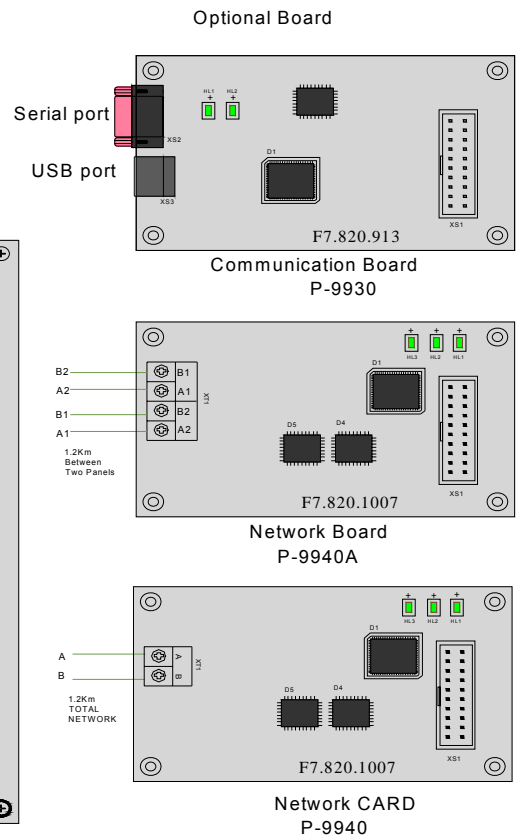 Optional Board
HL1 HL2
+ +
Serial port
XS2
D1
USB port
XS3
XS1
F7.820.913
Communication Board
P-9930
+ + +
HL3 HL2 HL1
D1
B2 B1
A2 A1
XT1
B1 B2
A1 A2
D5 D4
1.2Km
Between
Two Panels
XS1
F7.820.1007
Network Board
P-9940A
+ + +
HL3 HL2 HL1
D1
A A
XT1
B B
D5 D4
1.2Km
TOTAL
NETWORK
XS1
F7.820.1007
Network CARD
P-9940